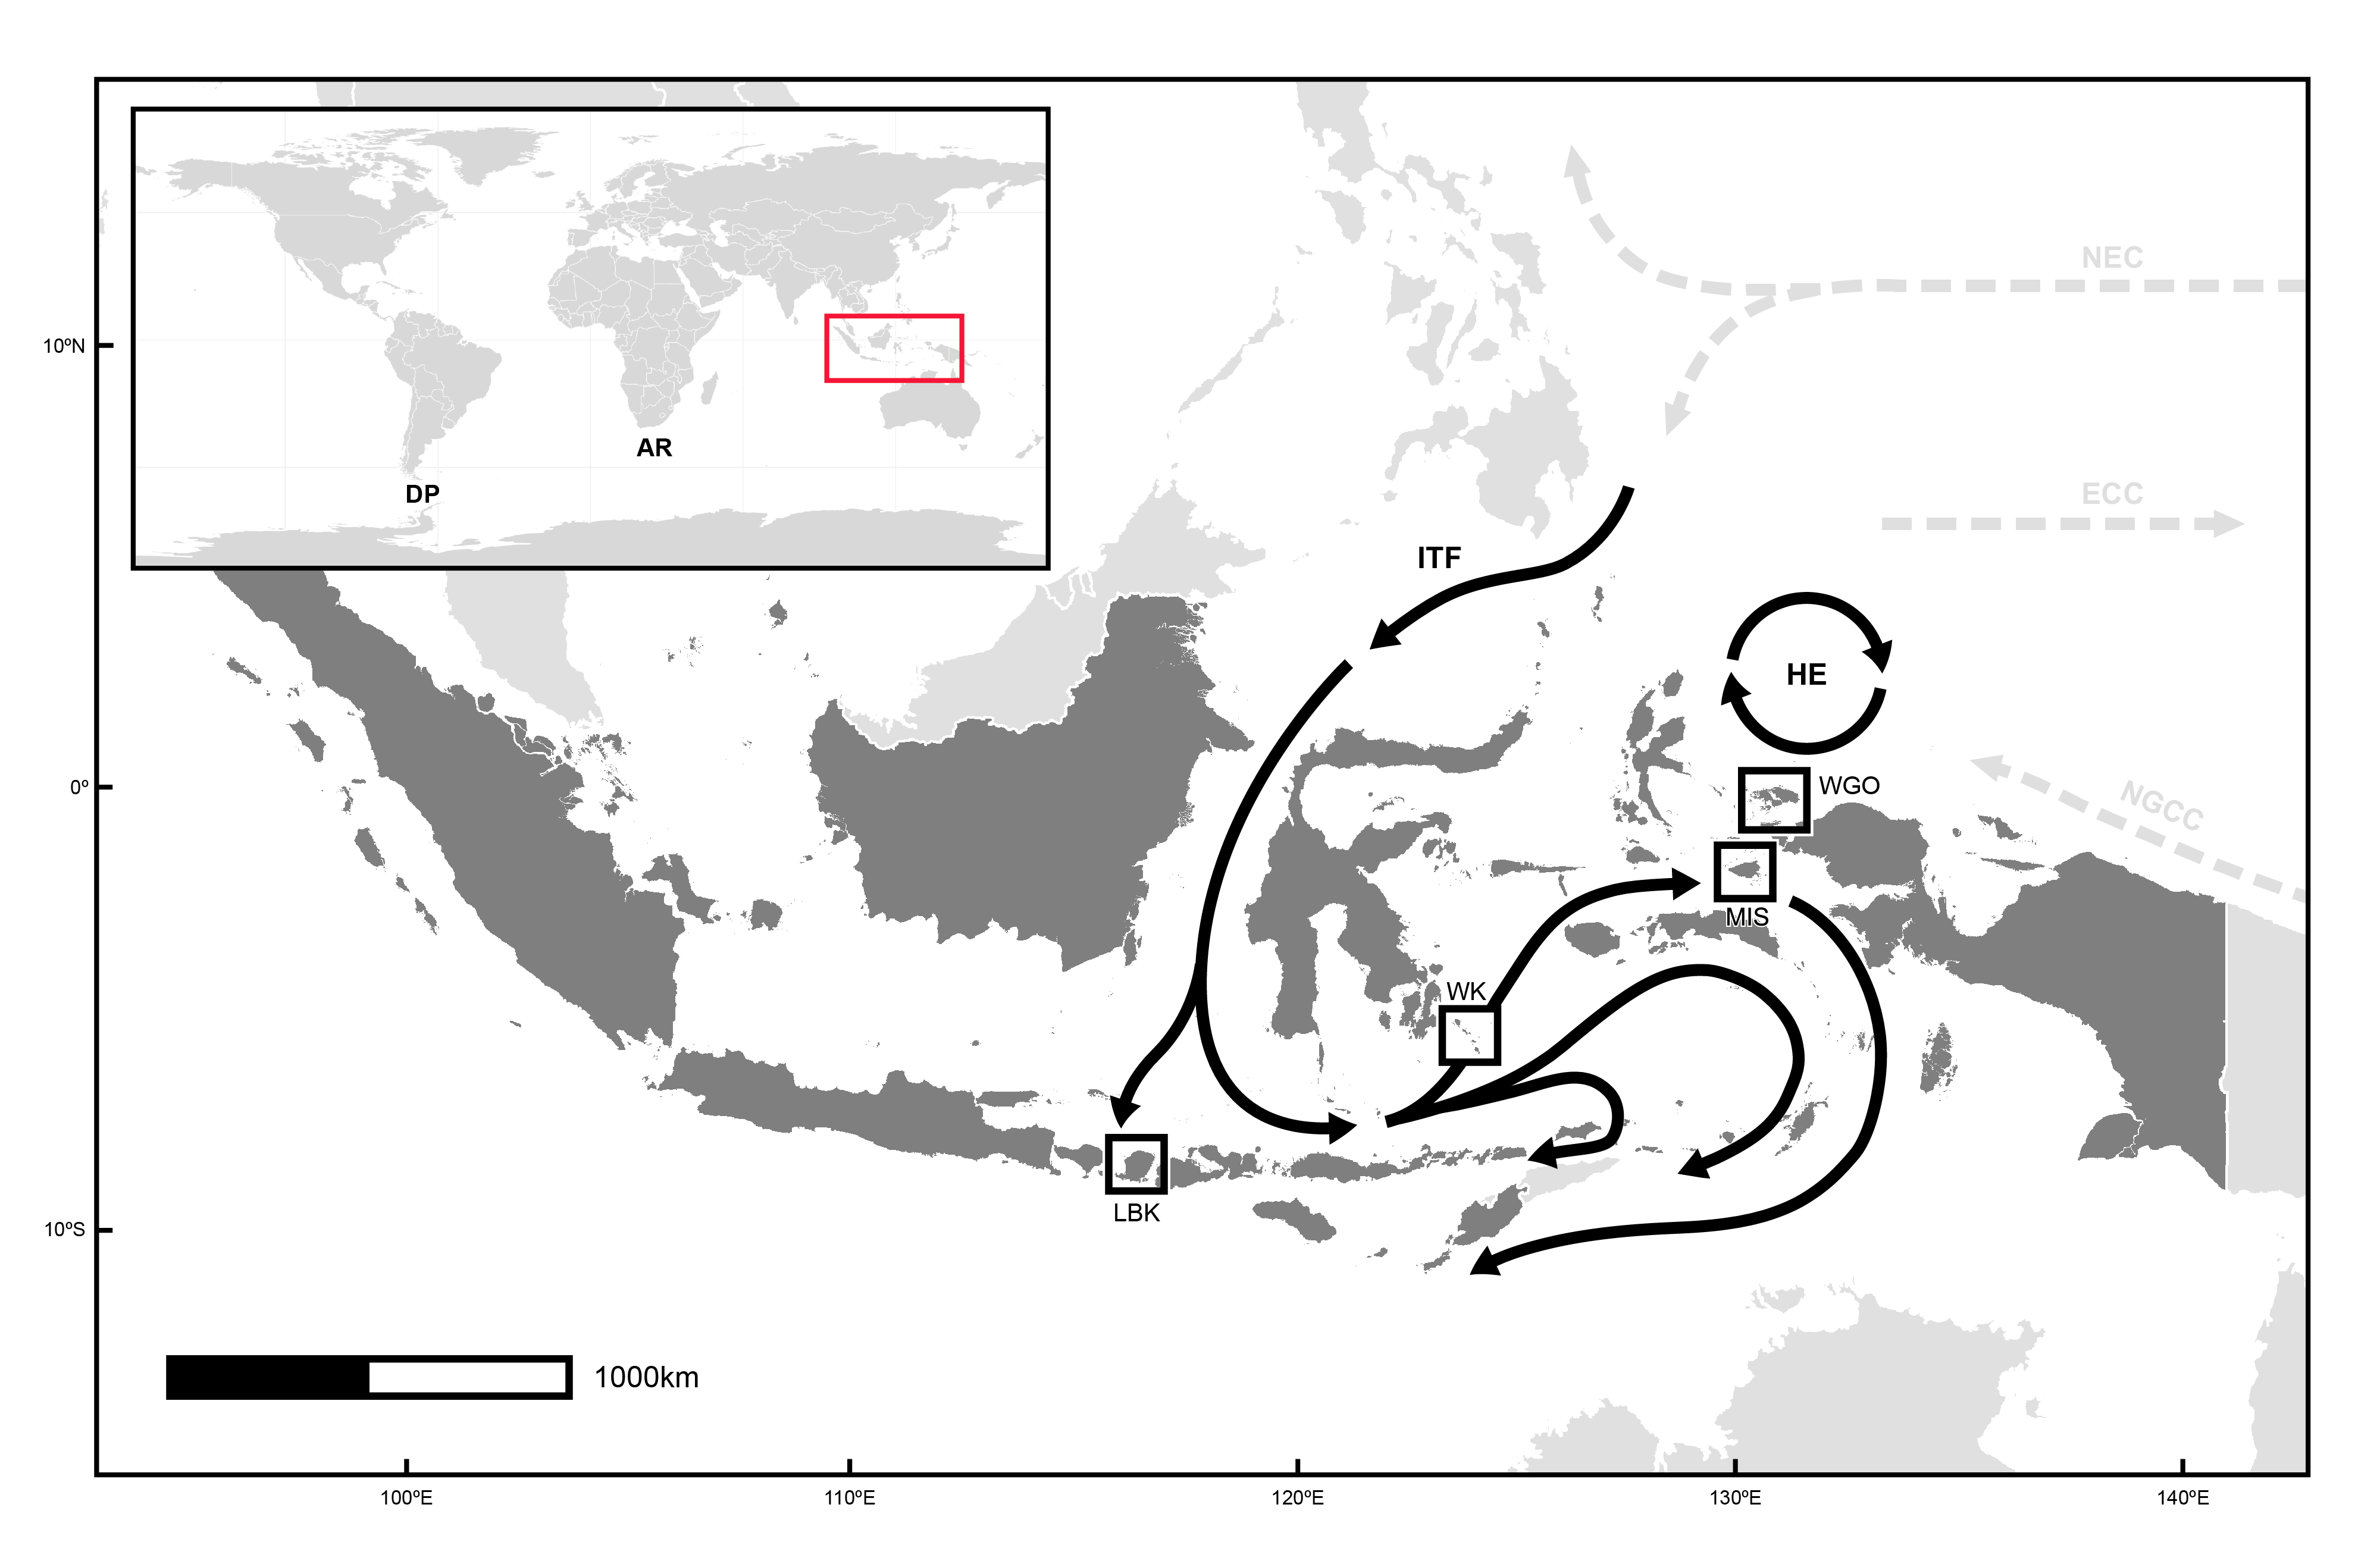 NEC
10ºN
AR
DP
ECC
ITF
HE
WGO
0º
NGCC
MIS
WK
LBK
10ºS
1000km
100ºE
110ºE
120ºE
130ºE
140ºE